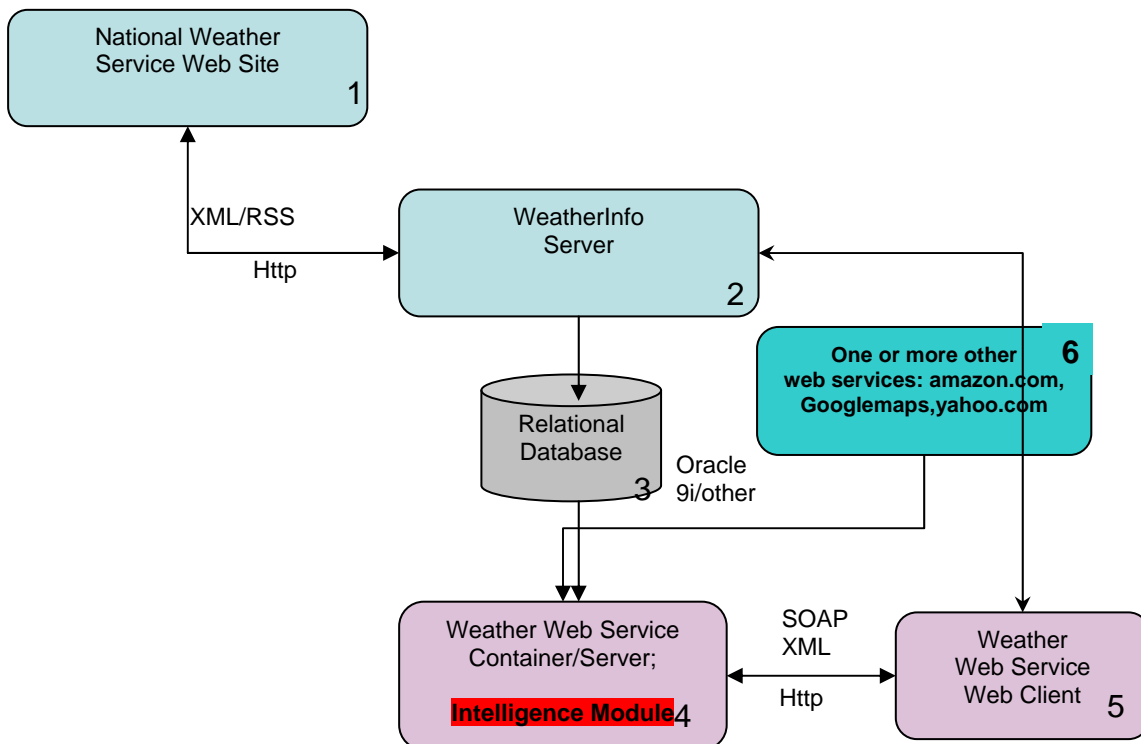 National Weather
Service Web Site
1
XML/RSS
Http
WeatherInfo
Server
2
One or more other
web services: amazon.com,
Googlemaps,yahoo.com
6
Relational
Database
3
Oracle
9i/other
Weather Web Service
Container/Server;
Intelligence Module
4
SOAP
XML
Http
Weather
Web Service
Web Client
5